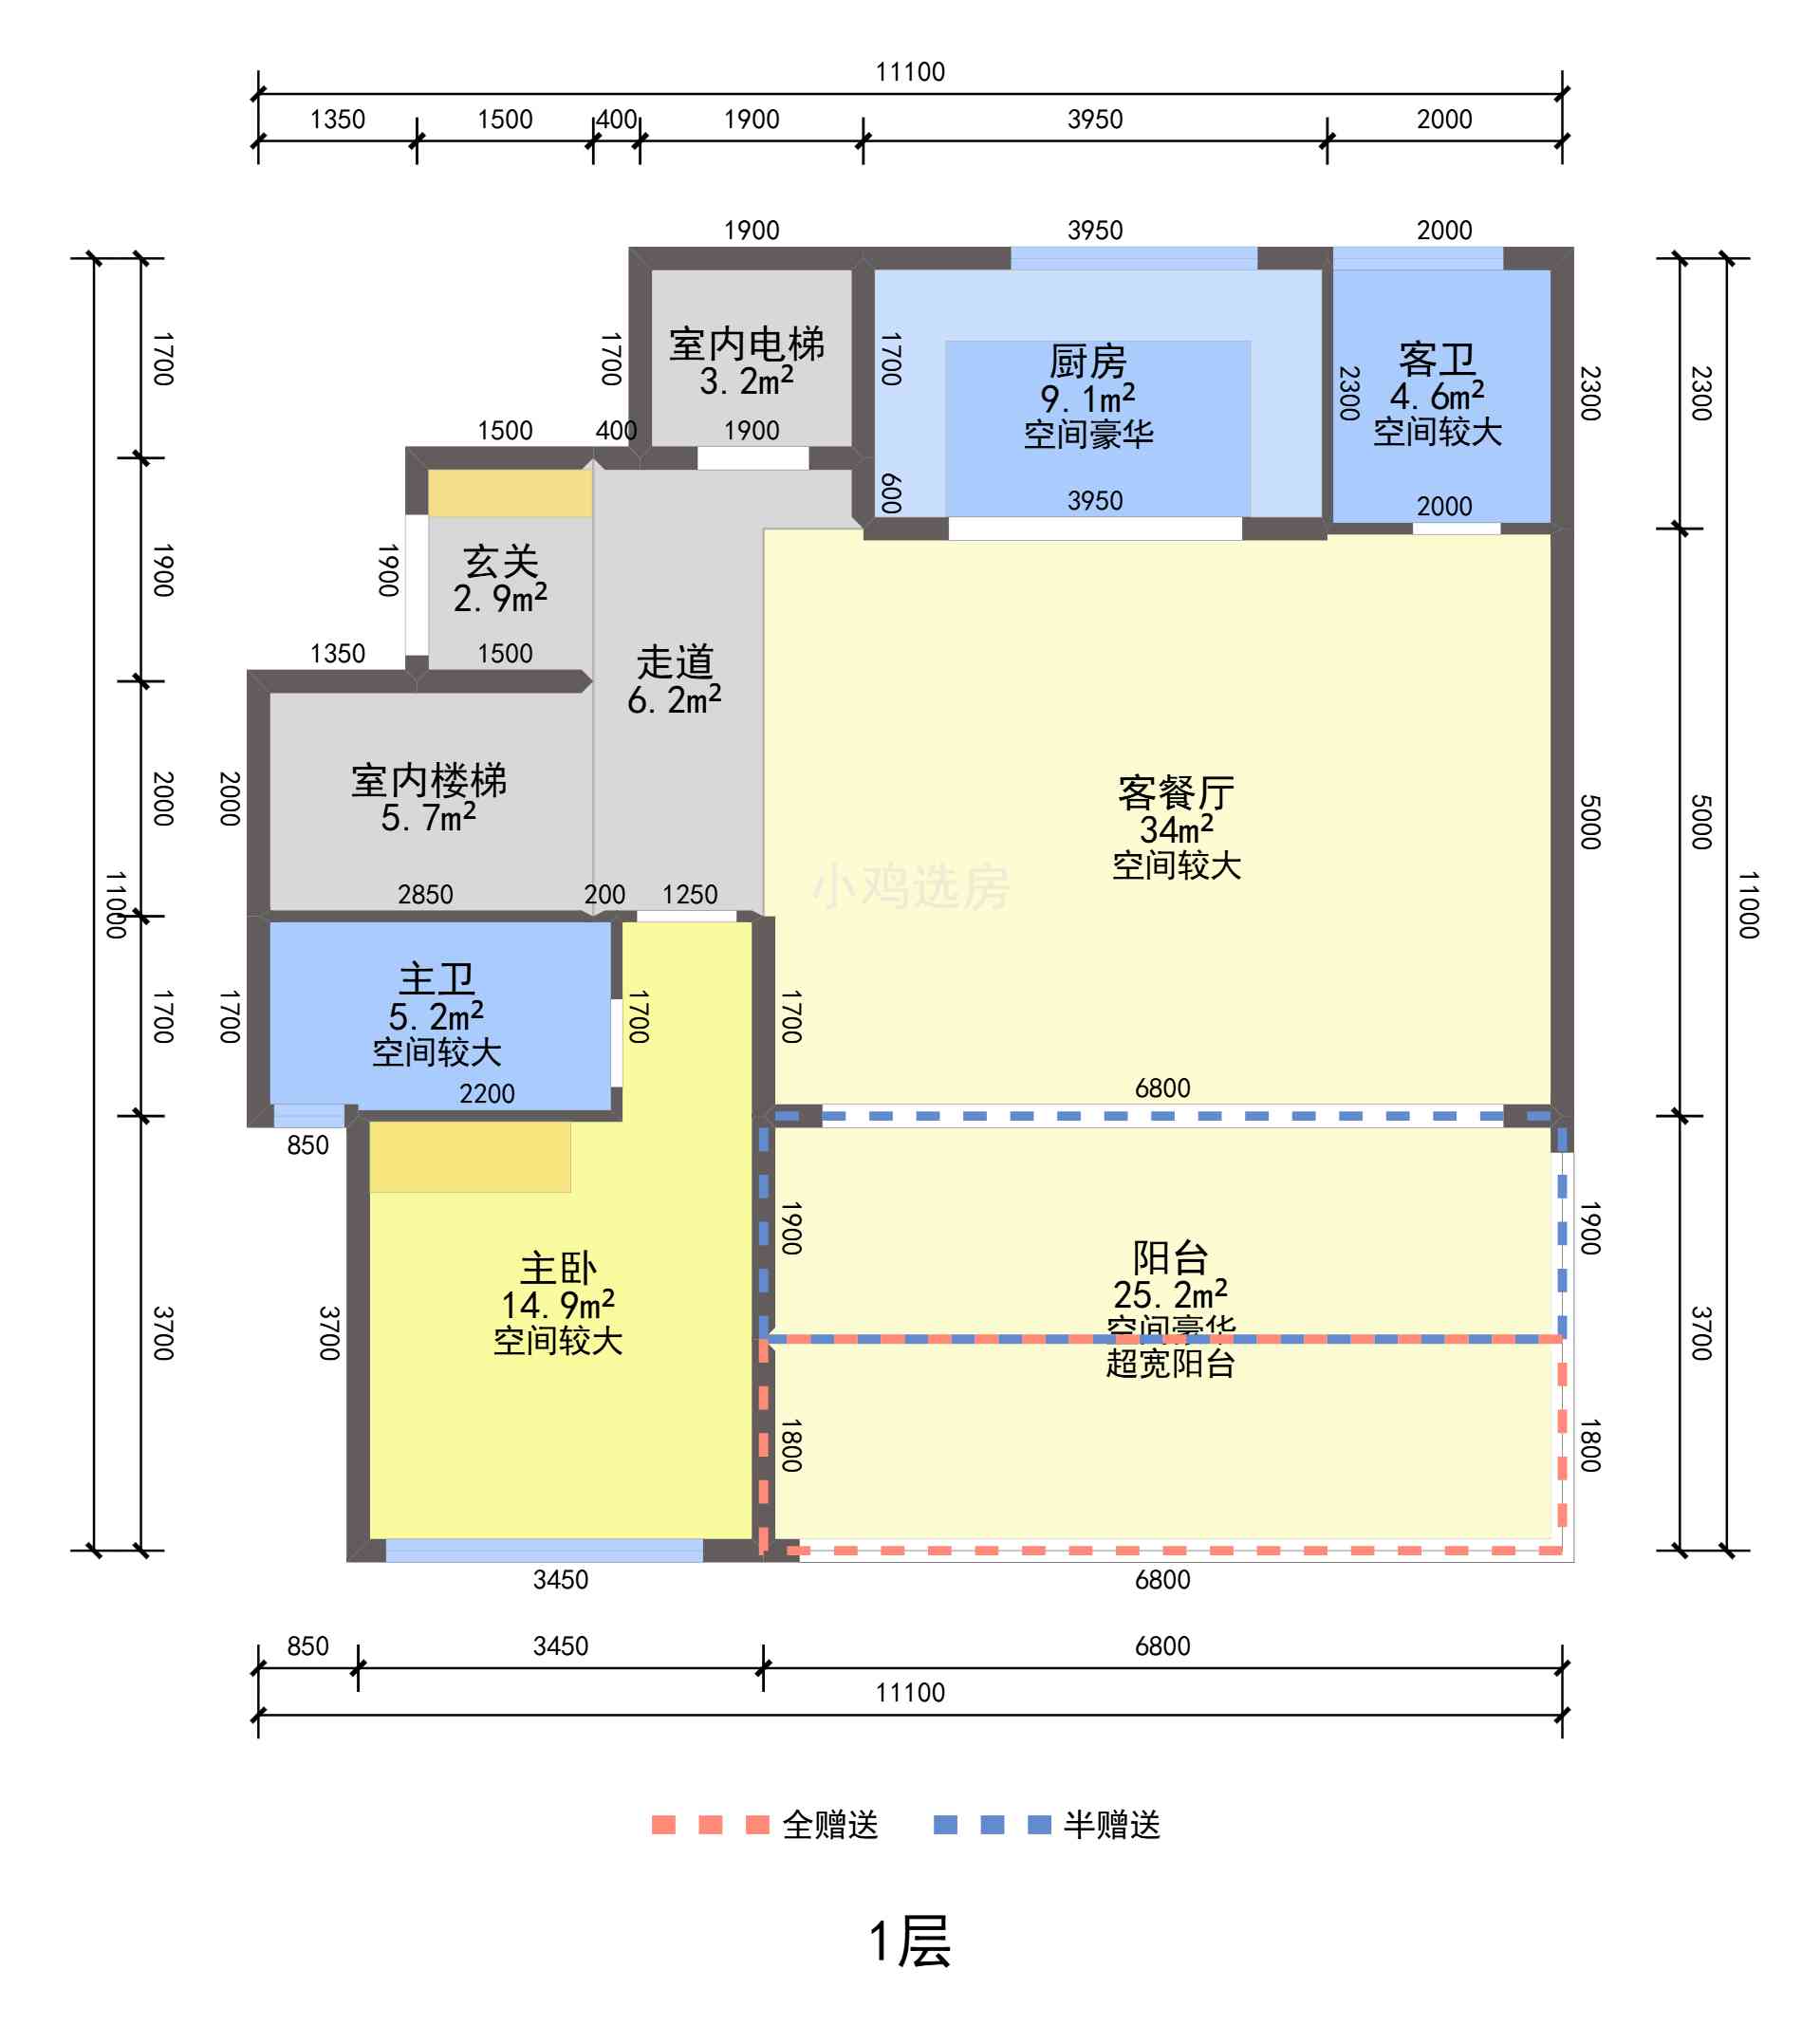 11100
1350
1500
400
1900
3950
2000
1900
3950
2000
1700
1700
室内电梯
3.2m²
1700
厨房
9.1m²
空间豪华
2300
客卫
4.6m²
空间较大
2300
2300
1500
400
1900
600
3950
2000
1900
1900
玄关
2.9m²
1350
1500
走道
6.2m²
2000
2000
室内楼梯
5.7m²
客餐厅
34m²
空间较大
5000
5000
小鸡选房
11000
11000
2850
200
1250
1700
1700
主卫
5.2m²
空间较大
1700
1700
2200
6800
850
3700
3700
主卧
14.9m²
空间较大
1900
阳台
25.2m²
空间豪华
超宽阳台
1900
3700
1800
1800
3450
6800
850
3450
6800
11100
全赠送
半赠送
1层